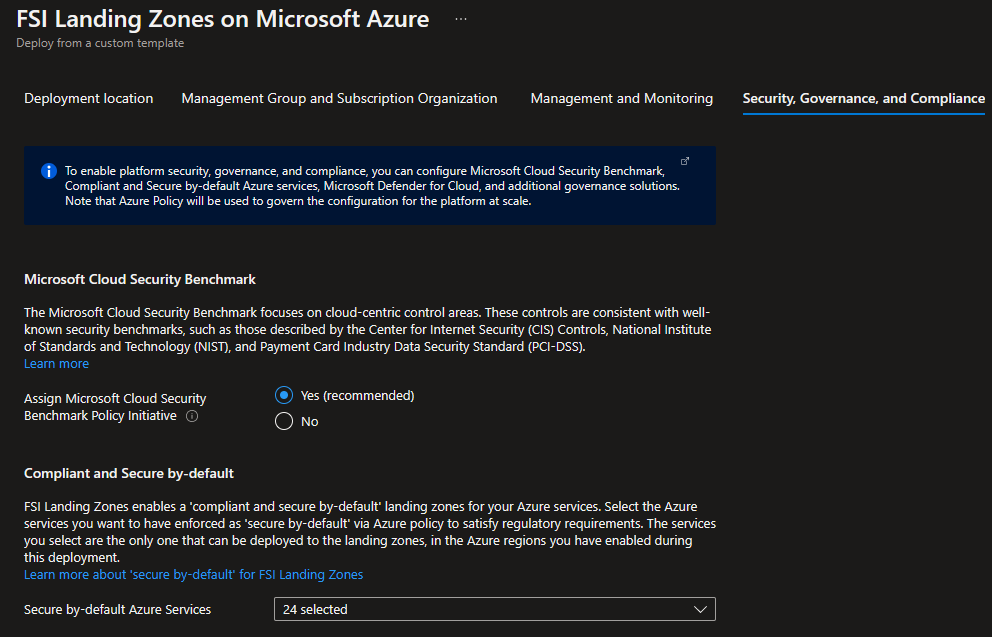 FSI Landing Zones on Microsoft Azure ...
Deploy from a custom template
Deployment location Management Group and Subscription Organization Management and Monitoring Security, Governance, and Compliance
To enable platform security, governance, and compliance, you can configure Microsoft Cloud Security Benchmark,
Compliant and Secure by-default Azure services, Microsoft Defender for Cloud, and additional governance solutions.
Note that Azure Policy will be used to govern the configuration for the platform at scale.
Microsoft Cloud Security Benchmark
The Microsoft Cloud Security Benchmark focuses on cloud-centric control areas. These controls are consistent with well-
known security benchmarks, such as those described by the Center for Internet Security (CIS) Controls, National Institute
of Standards and Technology (NIST), and Payment Card Industry Data Security Standard (PCI-DSS).
Learn more
Assign Microsoft Cloud Security
Benchmark Policy Initiative
Yes (recommended)
No
Compliant and Secure by-default
FSI Landing Zones enables a 'compliant and secure by-default' landing zones for your Azure services. Select the Azure
services you want to have enforced as 'secure by-default' via Azure policy to satisfy regulatory requirements. The services
you select are the only one that can be deployed to the landing zones, in the Azure regions you have enabled during
this deployment.
Learn more about 'secure by-default' for FSI Landing Zones
Secure by-default Azure Services 24 selected